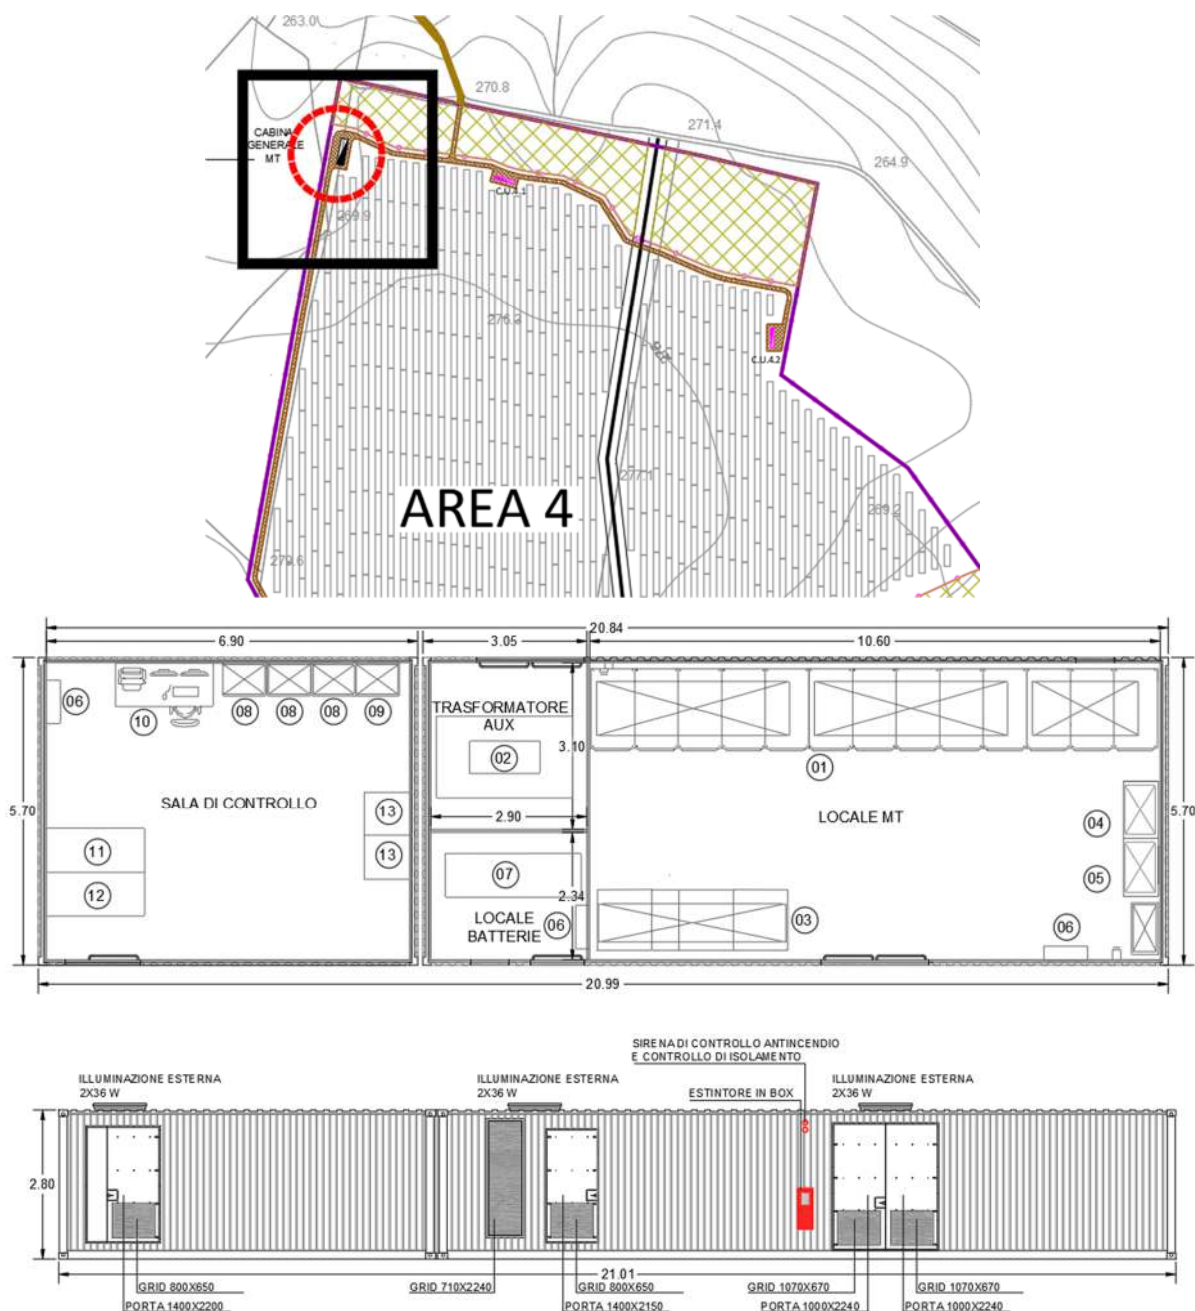 263.0
270.8
271.4
264.9
CABINA
GENERALE
MT
C.U.4.1
269.9
276.3
276
C.U.4.2
277.1
AREA 4
269.2
279.6
20.84
6.90
3.05
10.60
06
10
08
08
08
09
TRASFORMATORE
AUX
02
3.10
01
5.70
SALA DI CONTROLLO
13
2.90
LOCALE MT
04
5.70
11
13
07
05
12
2.34
LOCALE
BATTERIE
06
03
06
20.99
SIRENA DI CONTROLLO ANTINCENDIO
E CONTROLLO DI ISOLAMENTO
ILLUMINAZIONE ESTERNA
2X36 W
ILLUMINAZIONE ESTERNA
2X36 W
ESTINTORE IN BOX
ILLUMINAZIONE ESTERNA
2X36 W
2.80
21.01
GRID 800X650
GRID 710X2240
GRID 800X650
GRID 1070X670
GRID 1070X670
PORTA 1400X2200
PORTA 1400X2150
PORTA 1000X2240
PORTA 1000X2240